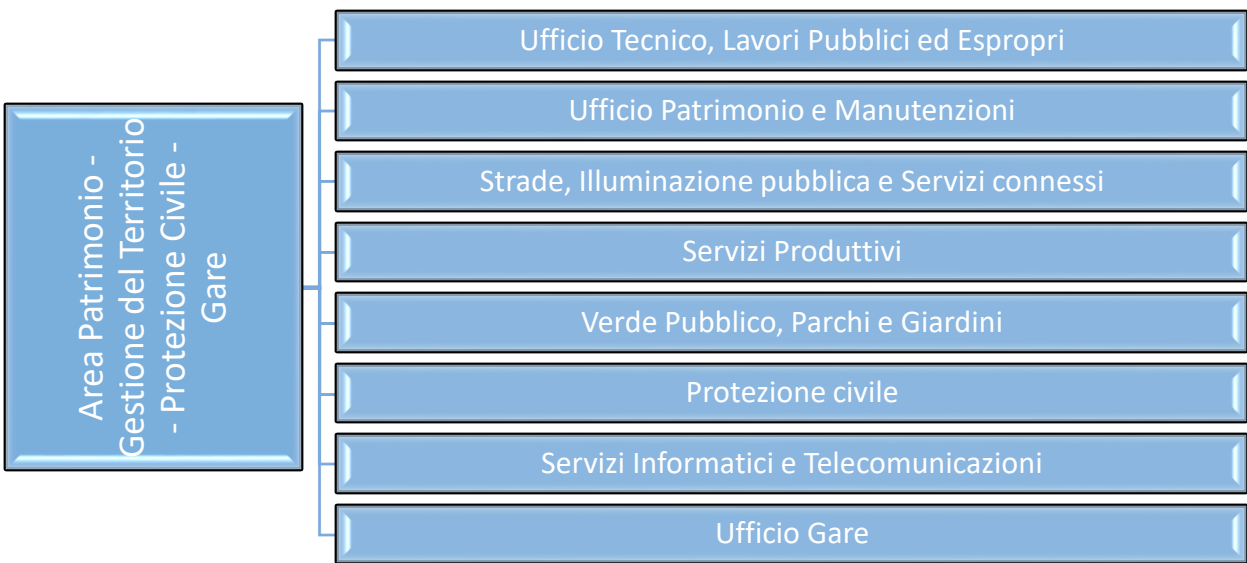 Area Patrimonio -
Gestione del Territorio
- Protezione Civile -
Gare
Ufficio Tecnico, Lavori Pubblici ed Espropri
Ufficio Patrimonio e Manutenzioni
Strade, Illuminazione pubblica e Servizi connessi
Servizi Produttivi
Verde Pubblico, Parchi e Giardini
Protezione civile
Servizi Informatici e Telecomunicazioni
Ufficio Gare